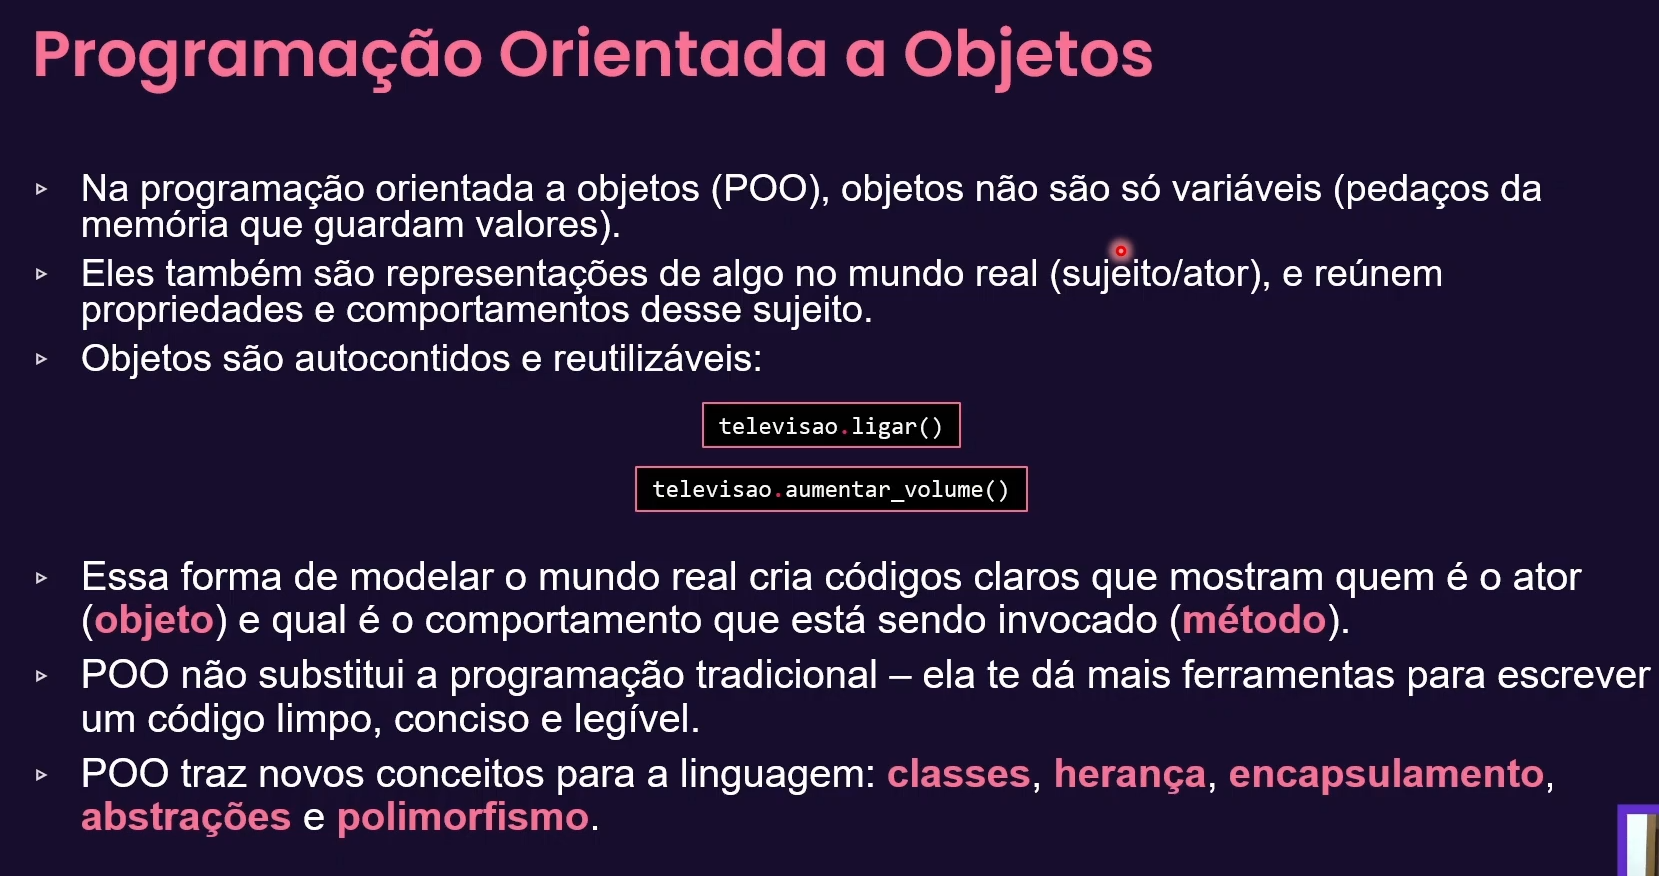 Programação Orientada a Objetos
▹ Na programação orientada a objetos (POO), objetos não são só variáveis (pedaços da
memória que guardam valores).
▹ Eles também são representações de algo no mundo real (sujeito/ator), e reúnem
propriedades e comportamentos desse sujeito.
▹ Objetos são autocontidos e reutilizáveis:
televisao.ligar()
televisao.aumentar_volume()
▹ Essa forma de modelar o mundo real cria códigos claros que mostram quem é o ator
(objeto) e qual é o comportamento que está sendo invocado (método).
▹ POO não substitui a programação tradicional – ela te dá mais ferramentas para escrever
um código limpo, conciso e legível.
▹ POO traz novos conceitos para a linguagem: classes, herança, encapsulamento,
abstrações e polimorfismo.